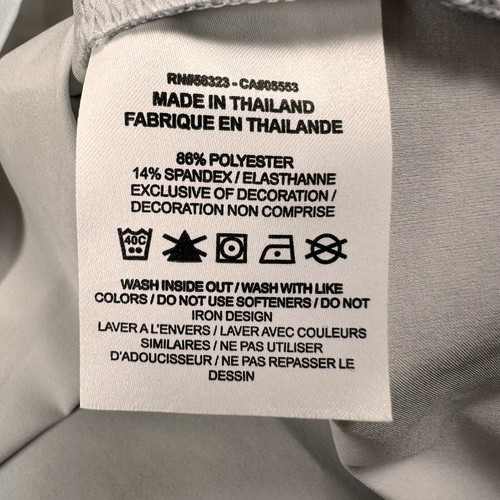 RN#56323 - CA#05553
MADE IN THAILAND
FABRIQUE EN THAILANDE
86% POLYESTER
14% SPANDEX / ELASTHANNE
EXCLUSIVE OF DECORATION /
DECORATION NON COMPRISE
40C
WASH INSIDE OUT / WASH WITH LIKE
COLORS / DO NOT USE SOFTENERS / DO NOT
IRON DESIGN
LAVER A L'ENVERS / LAVER AVEC COULEURS
SIMILAIRES / NE PAS UTILISER
D'ADOUCISSEUR / NE PAS REPASSER LE
DESSIN